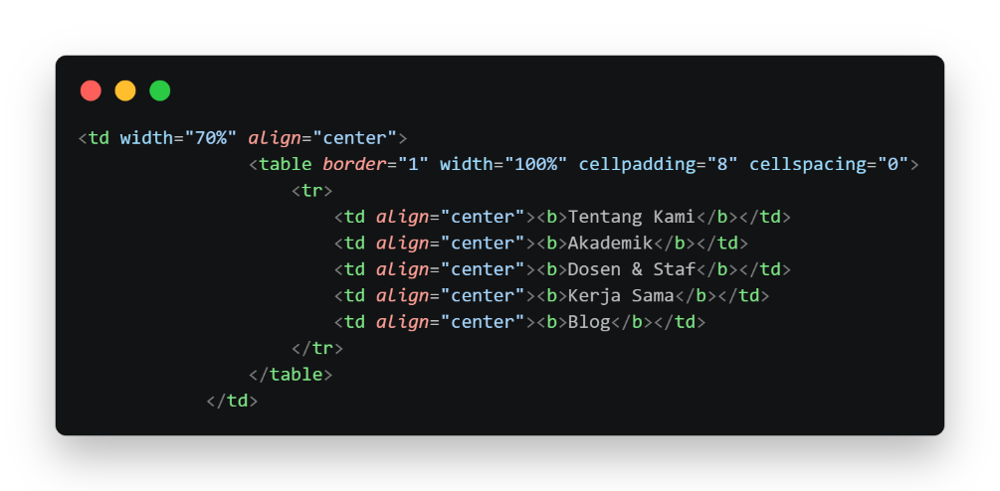 <td width="70%" align="center">
<table border="1" width="100%" cellpadding="8" cellspacing="0">
<tr>
<td align="center"><b>Tentang Kami</b></td>
<td align="center"><b>Akademik</b></td>
<td align="center"><b>Dosen & Staf</b></td>
<td align="center"><b>Kerja Sama</b></td>
<td align="center"><b>Blog</b></td>
</tr>
</table>
</td>